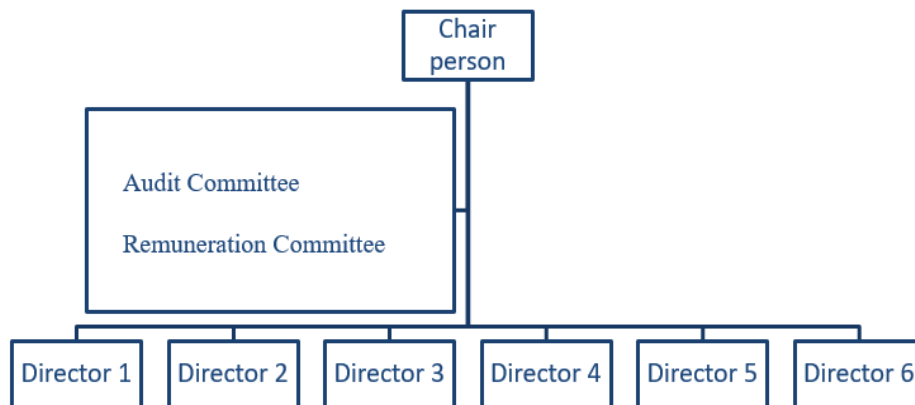 Chair
person
Audit Committee
Remuneration Committee
Director 1
Director 2
Director 3
Director 4
Director 5
Director 6